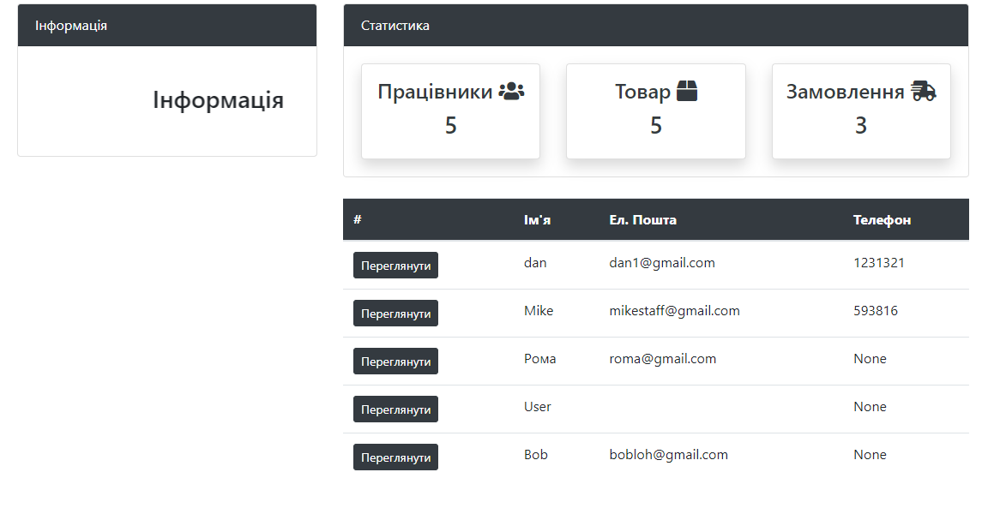 Інформація
Інформація
Статистика
Працівники
5
Товар
5
Замовлення
3
# Ім'я Ел. Пошта Телефон
Переглянути dan dan1@gmail.com 1231321
Переглянути Mike mikestaff@gmail.com 593816
Переглянути Рома roma@gmail.com None
Переглянути User None
Переглянути Bob bobloh@gmail.com None